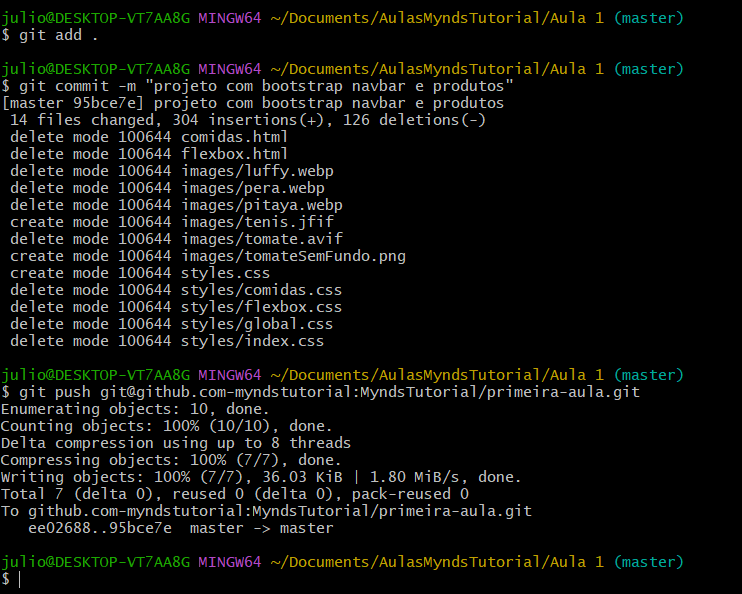 julio@DESKTOP-VT7AA8G MINGW64 ~/Documents/AulasMyndsTutorial/Aula 1 (master)
$ git add .
julio@DESKTOP-VT7AA8G MINGW64 ~/Documents/AulasMyndsTutorial/Aula 1 (master)
$ git commit -m "projeto com bootstrap navbar e produtos"
[master 95bce7e] projeto com bootstrap navbar e produtos
 14 files changed, 304 insertions(+), 126 deletions(-)
 delete mode 100644 comidas.html
 delete mode 100644 flexbox.html
 delete mode 100644 images/luffy.webp
 delete mode 100644 images/pera.webp
 delete mode 100644 images/pitaya.webp
 create mode 100644 images/tenis.jfif
 delete mode 100644 images/tomate.avif
 delete mode 100644 images/tomateSemFundo.png
 create mode 100644 styles.css
 delete mode 100644 styles/comidas.css
 delete mode 100644 styles/flexbox.css
 delete mode 100644 styles/global.css
 delete mode 100644 styles/index.css
julio@DESKTOP-VT7AA8G MINGW64 ~/Documents/AulasMyndsTutorial/Aula 1 (master)
$ git push git@github.com-myndstutorial:MyndsTutorial/primeira-aula.git
Enumerating objects: 10, done.
Counting objects: 100% (10/10), done.
Delta compression using up to 8 threads
Compressing objects: 100% (7/7), done.
Writing objects: 100% (7/7), 36.03 KiB | 1.80 MiB/s, done.
Total 7 (delta 0), reused 0 (delta 0), pack-reused 0
To github.com-myndstutorial:MyndsTutorial/primeira-aula.git
   ee02688..95bce7e  master -> master
julio@DESKTOP-VT7AA8G MINGW64 ~/Documents/AulasMyndsTutorial/Aula 1 (master)
$